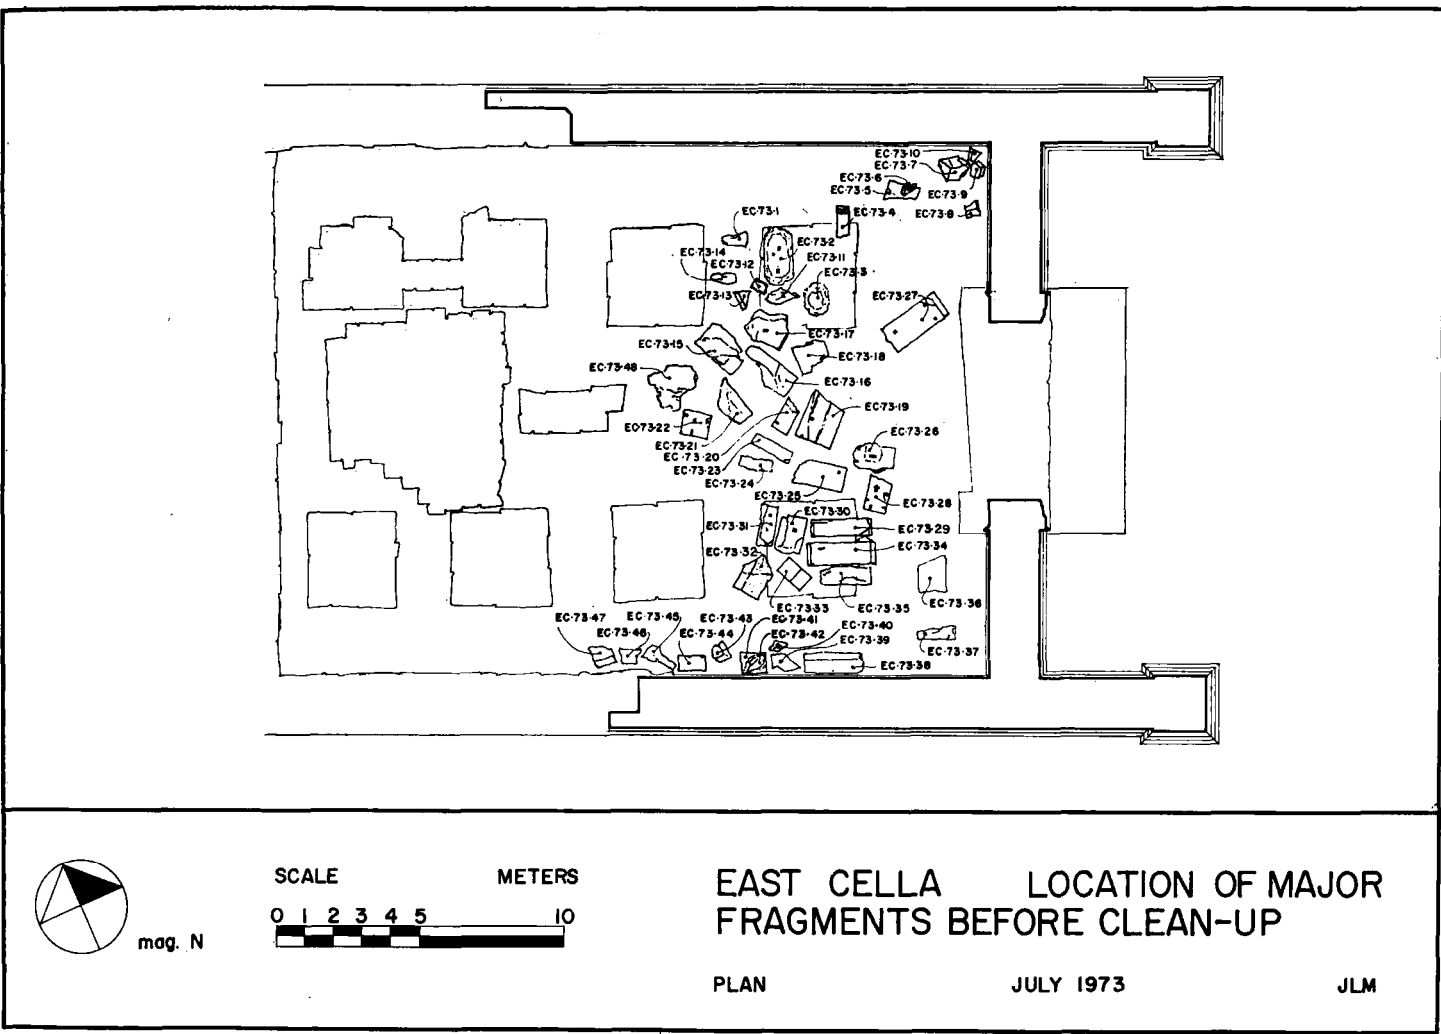 EC-73-10
EC-73-7
EC-73-6
EC-73-5
EC-73-9
EC-73-8
EC-73-1
EC-73-4
EC-73-2
EC-73-14
EC-73-12
EC-73-11
EC-73-3
EC-73-13
EC-73-27
EC-73-17
EC-73-15
EC-73-18
EC-73-48
EC-73-16
EC-73-19
EC-73-22
EC-73-26
EC-73-21
EC-73-20
EC-73-23
EC-73-24
EC-73-25
EC-73-28
EC-73-30
EC-73-31
EC-73-29
EC-73-34
EC-73-32
EC-73-33
EC-73-35
EC-73-36
EC-73-47
EC-73-45
EC-73-43
EC-73-41
EC-73-40
EC-73-46
EC-73-44
EC-73-42
EC-73-39
EC-73-37
EC-73-38
mag. N
SCALE METERS
0 1 2 3 4 5 10
EAST CELLA LOCATION OF MAJOR
FRAGMENTS BEFORE CLEAN-UP
PLAN JULY 1973 JLM